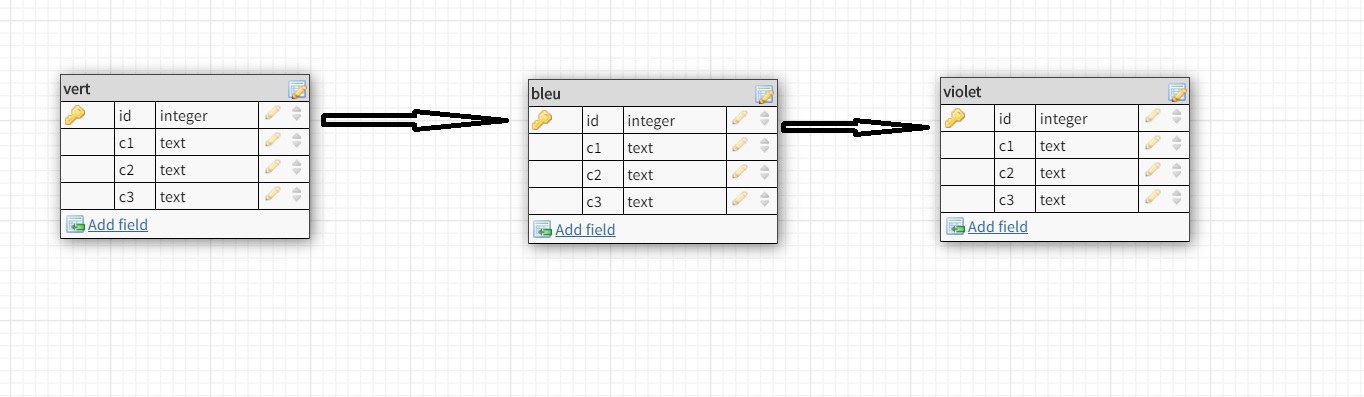 vert
id integer
c1 text
c2 text
c3 text
Add field
bleu
id integer
c1 text
c2 text
c3 text
Add field
violet
id integer
c1 text
c2 text
c3 text
Add field